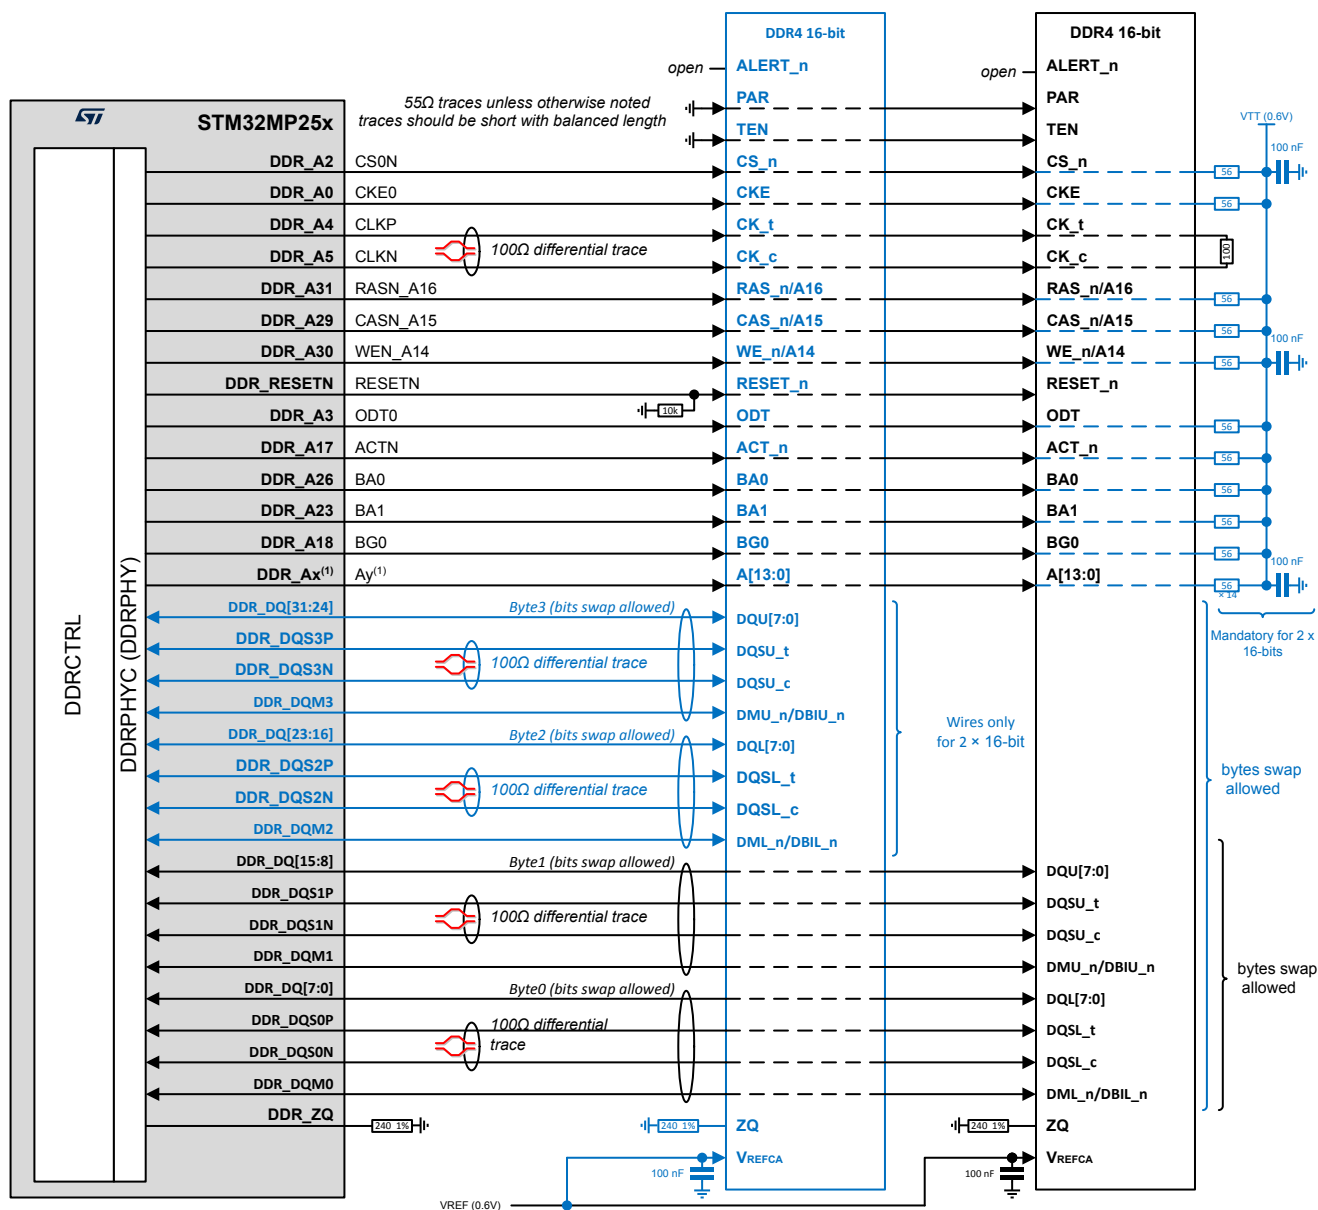 DDR4 16-bit
DDR4 16-bit
open
ALERT_n
open
ALERT_n
55Ω traces unless otherwise noted
traces should be short with balanced length
PAR
PAR
TEN
TEN
VTT (0.6V)
100 nF
ST
STM32MP25x
DDRCTRL
DDRPHYC (DDRPHY)
DDR_A2 CS0N CS_n CS_n 56
DDR_A0 CKE0 CKE CKE 56
DDR_A4 CLKP CK_t CK_t
100Ω differential trace
100
DDR_A5 CLKN CK_c CK_c
DDR_A31 RASN_A16 RAS_n/A16 RAS_n/A16 56
DDR_A29 CASN_A15 CAS_n/A15 CAS_n/A15 56
100 nF
DDR_A30 WEN_A14 WE_n/A14 WE_n/A14 56
DDR_RESETN RESETN RESET_n RESET_n
10k
DDR_A3 ODT0 ODT ODT 56
DDR_A17 ACTN ACT_n ACT_n 56
DDR_A26 BA0 BA0 BA0 56
DDR_A23 BA1 BA1 BA1 56
DDR_A18 BG0 BG0 BG0 56
100 nF
DDR_Ax(1) Ay(1) A[13:0] A[13:0] 56
× 14
Mandatory for 2 x
16-bits
DDR_DQ[31:24] Byte3 (bits swap allowed) DQU[7:0]
DDR_DQS3P DQSU_t
100Ω differential trace
DDR_DQS3N DQSU_c
DDR_DQM3 DMU_n/DBIU_n
Wires only
for 2 × 16-bit
DDR_DQ[23:16] Byte2 (bits swap allowed) DQL[7:0]
DDR_DQS2P DQSL_t
100Ω differential trace
DDR_DQS2N DQSL_c
DDR_DQM2 DML_n/DBIL_n
bytes swap
allowed
DDR_DQ[15:8] Byte1 (bits swap allowed) DQU[7:0]
DDR_DQS1P DQSU_t
100Ω differential trace
DDR_DQS1N DQSU_c
DDR_DQM1 DMU_n/DBIU_n
bytes swap
allowed
DDR_DQ[7:0] Byte0 (bits swap allowed) DQL[7:0]
DDR_DQS0P DQSL_t
100Ω differential
trace
DDR_DQS0N DQSL_c
DDR_DQM0 DML_n/DBIL_n
DDR_ZQ 240 1% 240 1% ZQ 240 1% ZQ
VREFCA
VREFCA
100 nF
100 nF
VREF (0.6V)